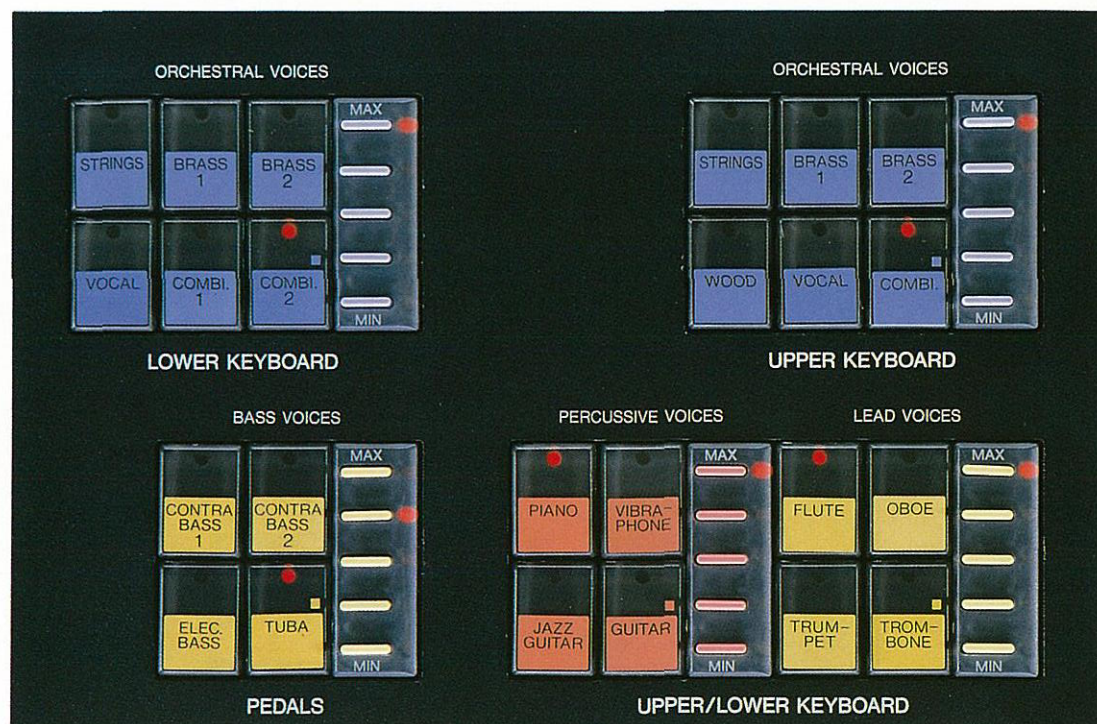 ORCHESTRAL VOICES
STRINGS
BRASS
1
BRASS
2
MAX
VOCAL
COMBI.
1
COMBI.
2
MIN
LOWER KEYBOARD
ORCHESTRAL VOICES
STRINGS
BRASS
1
BRASS
2
MAX
WOOD
VOCAL
COMBI.
MIN
UPPER KEYBOARD
BASS VOICES
CONTRA
BASS
1
CONTRA
BASS
2
MAX
ELEC.
BASS
TUBA
MIN
PEDALS
PERCUSSIVE VOICES
PIANO
VIBRA-
PHONE
MAX
JAZZ
GUITAR
GUITAR
MIN
LEAD VOICES
FLUTE
OBOE
MAX
TRUM-
PET
TROM-
BONE
MIN
UPPER/LOWER KEYBOARD